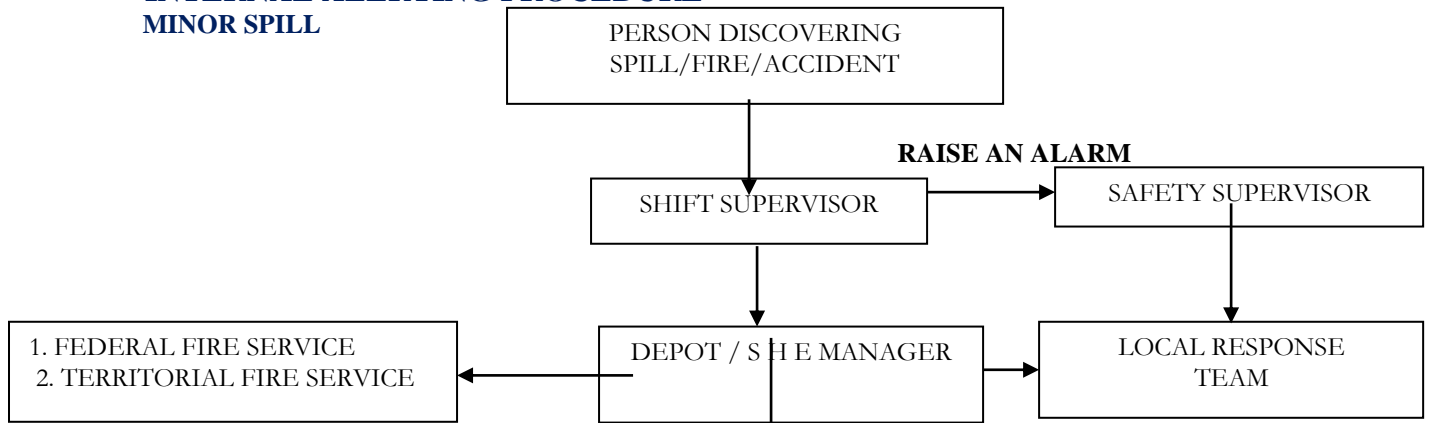 MINOR SPILL
PERSON DISCOVERING
SPILL/FIRE/ACCIDENT
RAISE AN ALARM
SHIFT SUPERVISOR
SAFETY SUPERVISOR
1. FEDERAL FIRE SERVICE
2. TERRITORIAL FIRE SERVICE
DEPOT / S H E MANAGER
LOCAL RESPONSE
TEAM